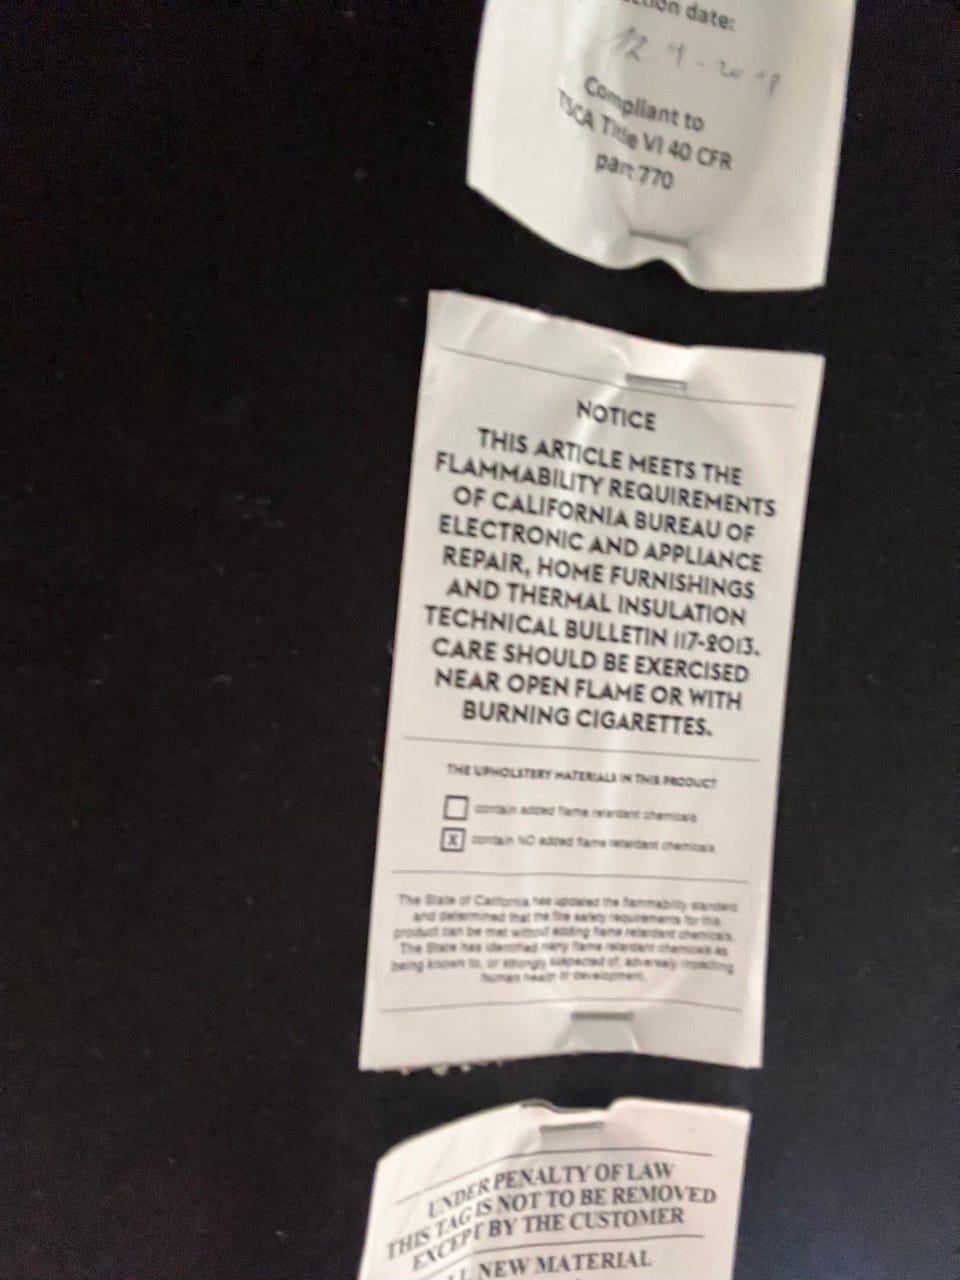 date:
Compliant to
TSCA Title VI 40 CFR
part 770
NOTICE
THIS ARTICLE MEETS THE
FLAMMABILITY REQUIREMENTS
OF CALIFORNIA BUREAU OF
ELECTRONIC AND APPLIANCE
REPAIR, HOME FURNISHINGS
AND THERMAL INSULATION
TECHNICAL BULLETIN 117-2013.
CARE SHOULD BE EXERCISED
NEAR OPEN FLAME OR WITH
BURNING CIGARETTES.
THE UPHOLSTERY MATERIALS IN THIS PRODUCT
contain added flame retardant chemicals
X contain NO added flame retardant chemicals
The State of California has updated the flammability standard
and determined that the fire safety requirements for this
product can be met without adding flame retardant chemicals.
The State has identified many flame retardant chemicals as
being known to, or strongly suspected of, adversely impacting
human health or development.
UNDER PENALTY OF LAW
THIS TAG IS NOT TO BE REMOVED
EXCEPT BY THE CUSTOMER
NEW MATERIAL